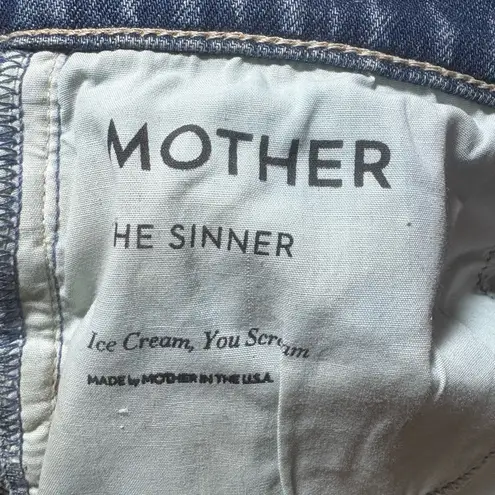 MOTHER
HE SINNER
Ice Cream, You Scream
MADE by MOTHER IN THE U.S.A.